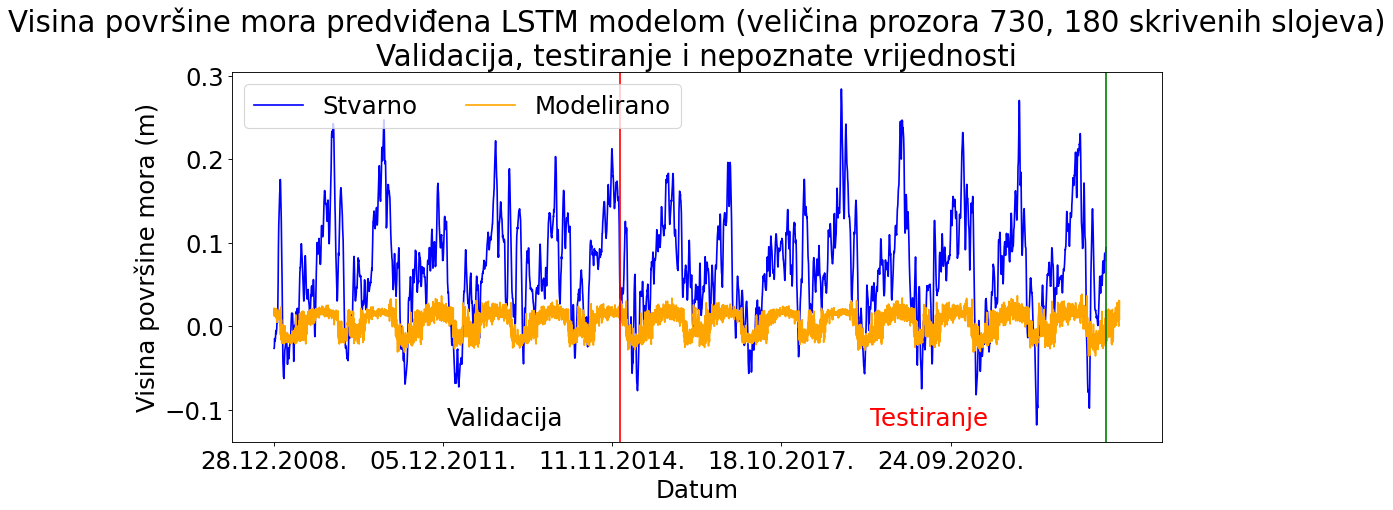 Visina površine mora predviđena LSTM modelom (veličina prozora 730, 180 skrivenih slojeva)
Validacija, testiranje i nepoznate vrijednosti
Stvarno
Modelirano
Visina površine mora (m)
0.3
0.2
0.1
0.0
−0.1
Validacija
Testiranje
28.12.2008.
05.12.2011.
11.11.2014.
18.10.2017.
24.09.2020.
Datum